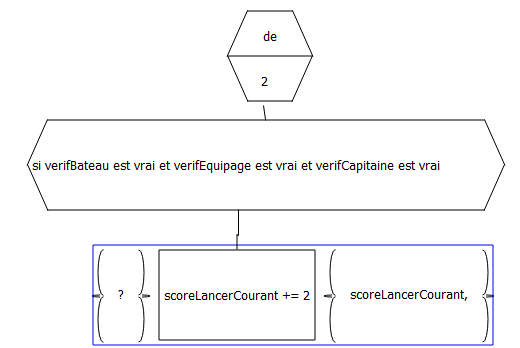 de
2
si verifBateau est vrai et verifEquipage est vrai et verifCapitaine est vrai
?
scoreLancerCourant += 2
scoreLancerCourant,